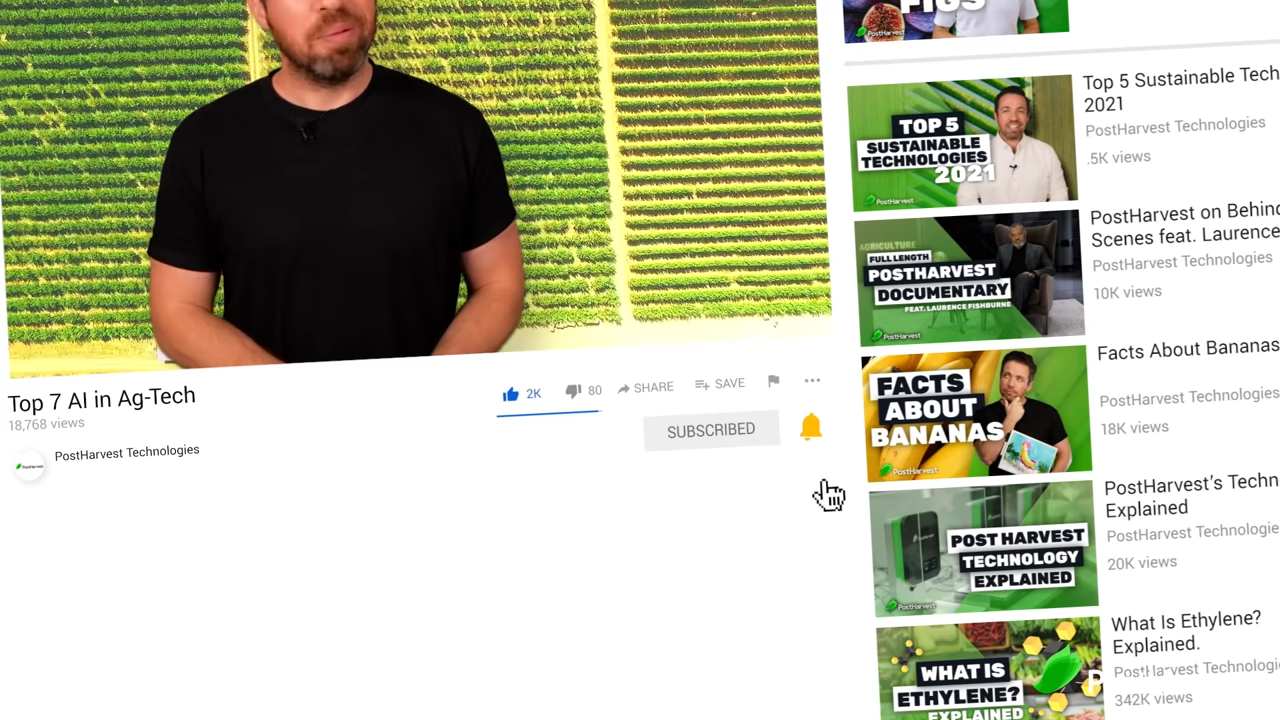 Top 7 AI in Ag-Tech
18,768 views
PostHarvest Technologies
2K
80
SHARE
SAVE
SUBSCRIBED
FIGS
PostHarvest
TOP 5
SUSTAINABLE
TECHNOLOGIES
2021
PostHarvest
Top 5 Sustainable Tech
2021
PostHarvest Technologies
.5K views
AGRICULTURE
FULL LENGTH
POSTHARVEST
DOCUMENTARY
FEAT. LAURENCE FISHBURNE
PostHarvest
PostHarvest on Behind
Scenes feat. Laurence
PostHarvest Technologies
10K views
FACTS
ABOUT
BANANAS
PostHarvest
Facts About Bananas
PostHarvest Technologies
18K views
POST HARVEST
TECHNOLOGY
EXPLAINED
PostHarvest
PostHarvest's Techn
Explained
PostHarvest Technologie
20K views
WHAT IS
ETHYLENE?
EXPLAINED
P
What Is Ethylene?
Explained.
PostHarvest Technologi
342K views